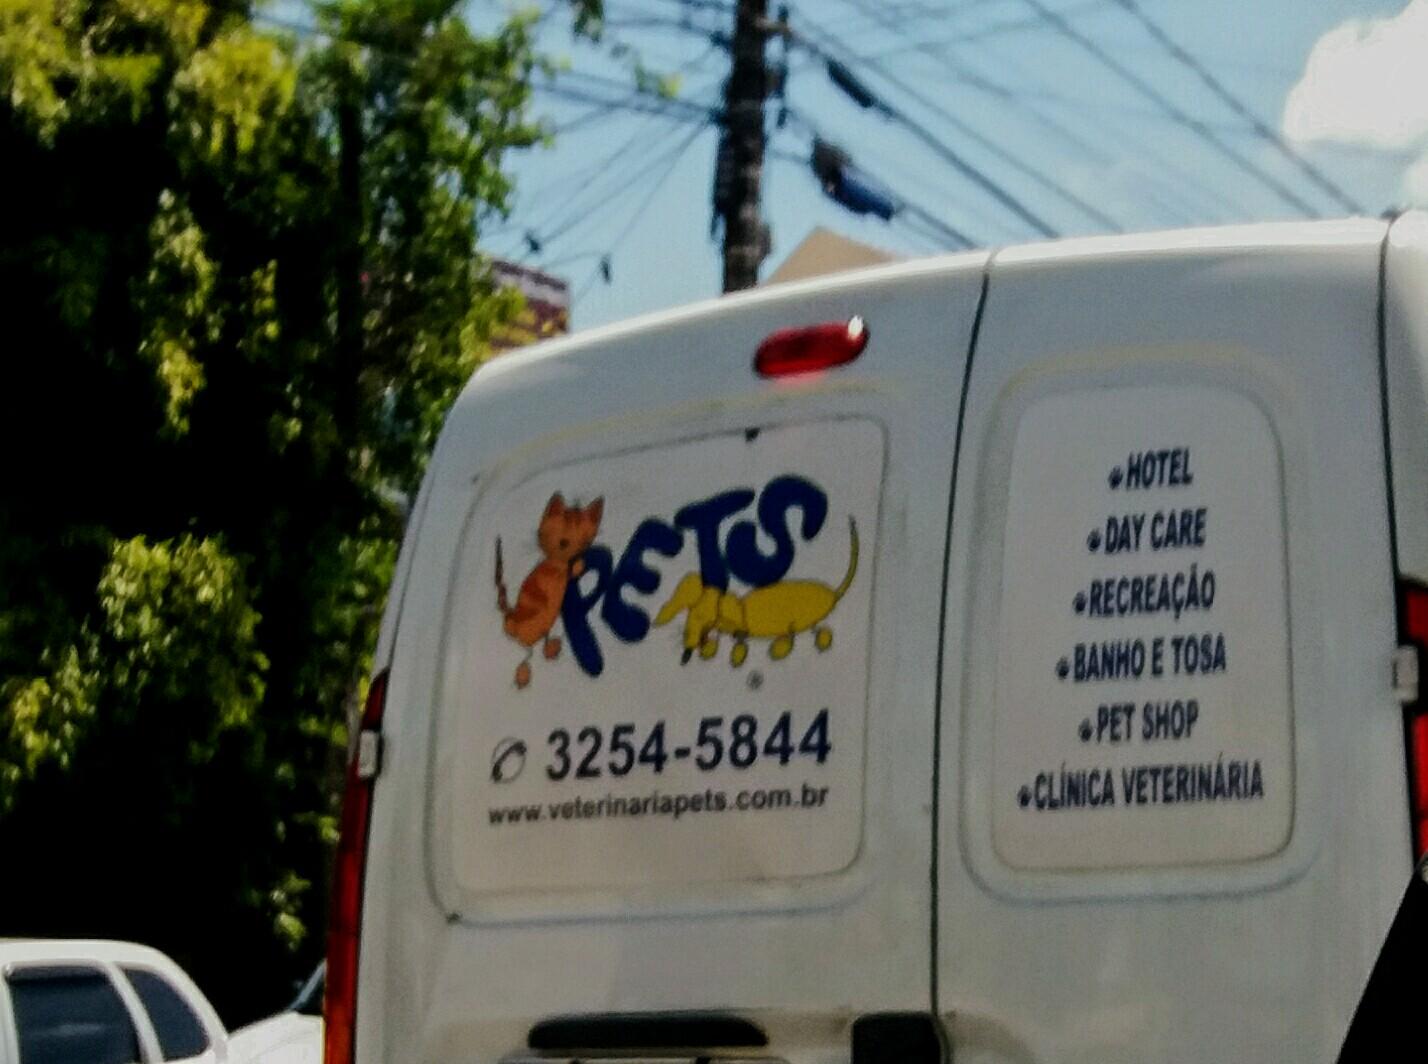 PETS
®
3254-5844
www.veterinariapets.com.br
HOTEL
DAY CARE
RECREAÇÃO
BANHO E TOSA
PET SHOP
CLÍNICA VETERINÁRIA